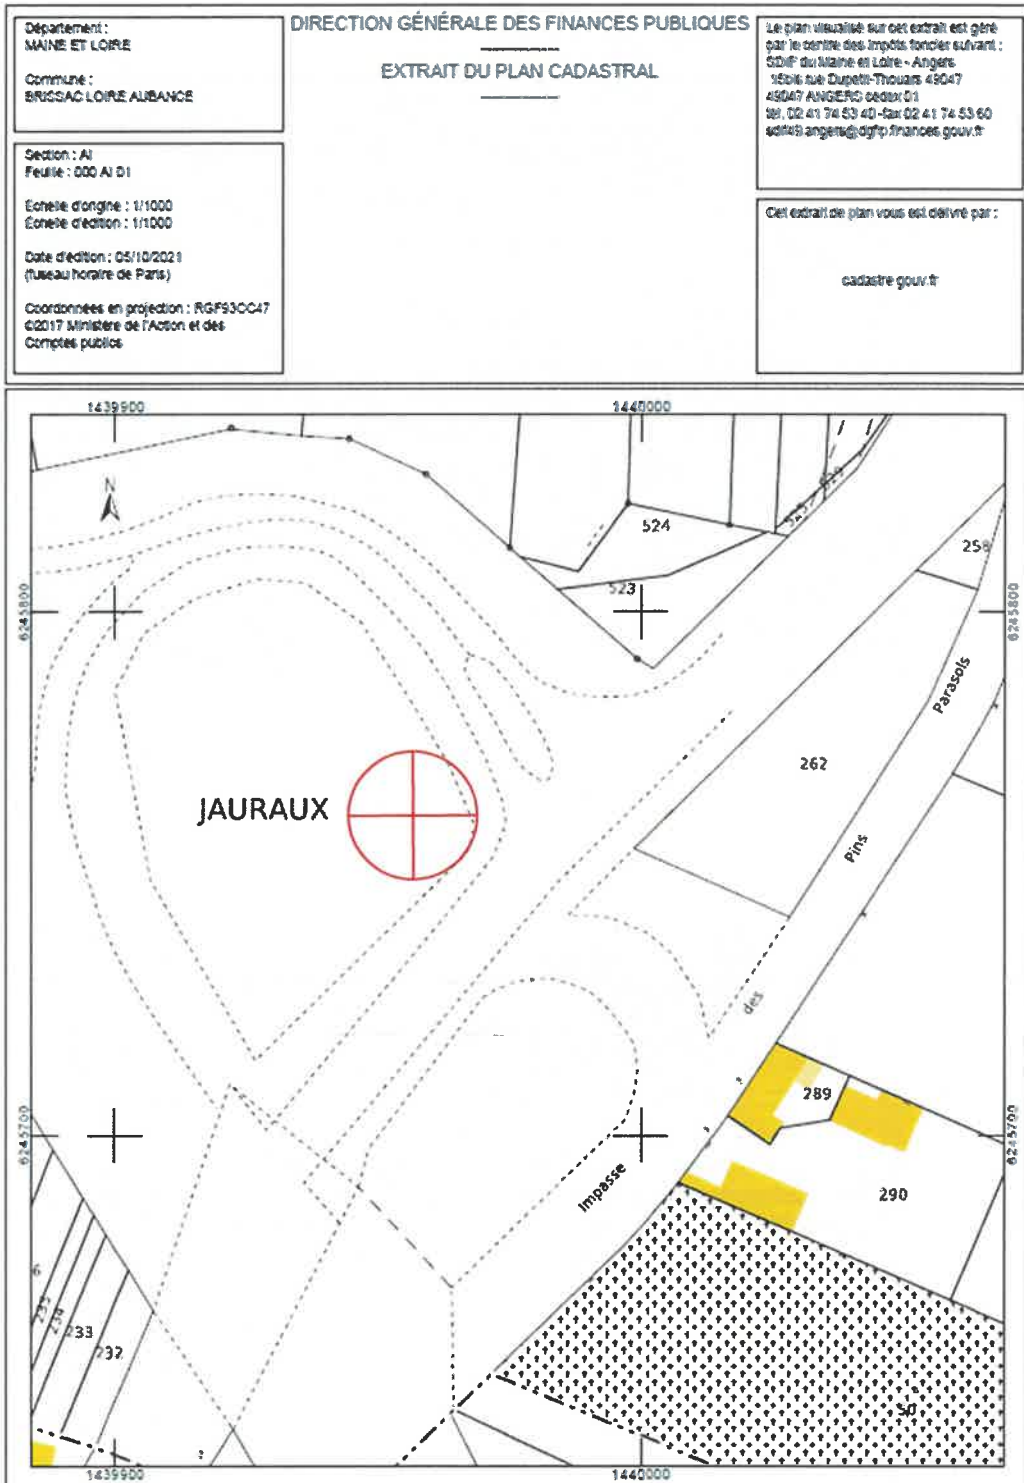 Département :
MAINE ET LOIRE
Commune :
BRISSAC LOIRE AUBANCE
Section : AI
Feuille : 000 AI 01
Échelle d'origine : 1/1000
Échelle d'édition : 1/1000
Date d'édition : 05/10/2021
(fuseau horaire de Paris)
Coordonnées en projection : RGF93CC47
©2017 Ministère de l'Action et des
Comptes publics
DIRECTION GÉNÉRALE DES FINANCES PUBLIQUES
EXTRAIT DU PLAN CADASTRAL
Le plan visualisé sur cet extrait est géré
par le centre des impôts foncier suivant :
SDIF du Maine et Loire - Angers
15bis rue Dupetit-Thouars 49047
49047 ANGERS cedex 01
tél. 02 41 74 53 40 -fax 02 41 74 53 60
sdif49.angers@dgfip.finances.gouv.fr
Cet extrait de plan vous est délivré par :
cadastre.gouv.fr
1439900
1440000
N
524
523
258
6245800
6245800
Parasols
262
JAURAUX
Pins
des
289
6245700
6245700
Impasse
290
235
234
233
232
50
1439900
1440000